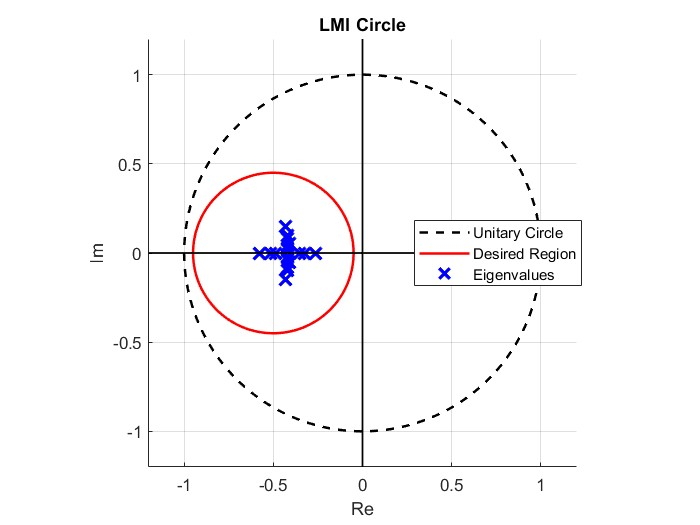 LMI Circle
1
0.5
0
-0.5
-1
Im
Unitary Circle
Desired Region
Eigenvalues
-1
-0.5
0
0.5
1
Re